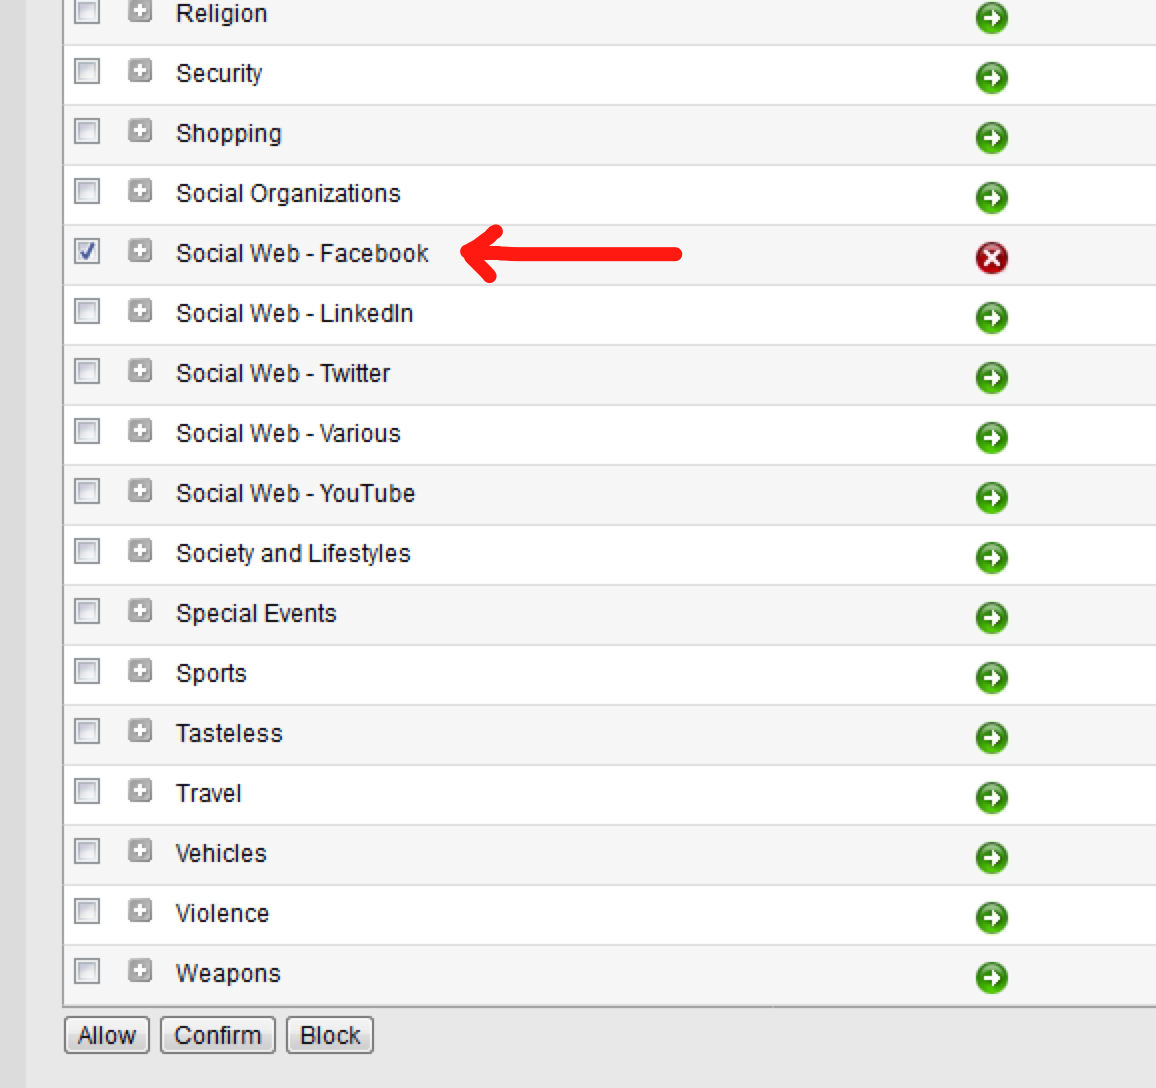 Religion
Security
Shopping
Social Organizations
Social Web - Facebook
Social Web - LinkedIn
Social Web - Twitter
Social Web - Various
Social Web - YouTube
Society and Lifestyles
Special Events
Sports
Tasteless
Travel
Vehicles
Violence
Weapons
Allow Confirm Block